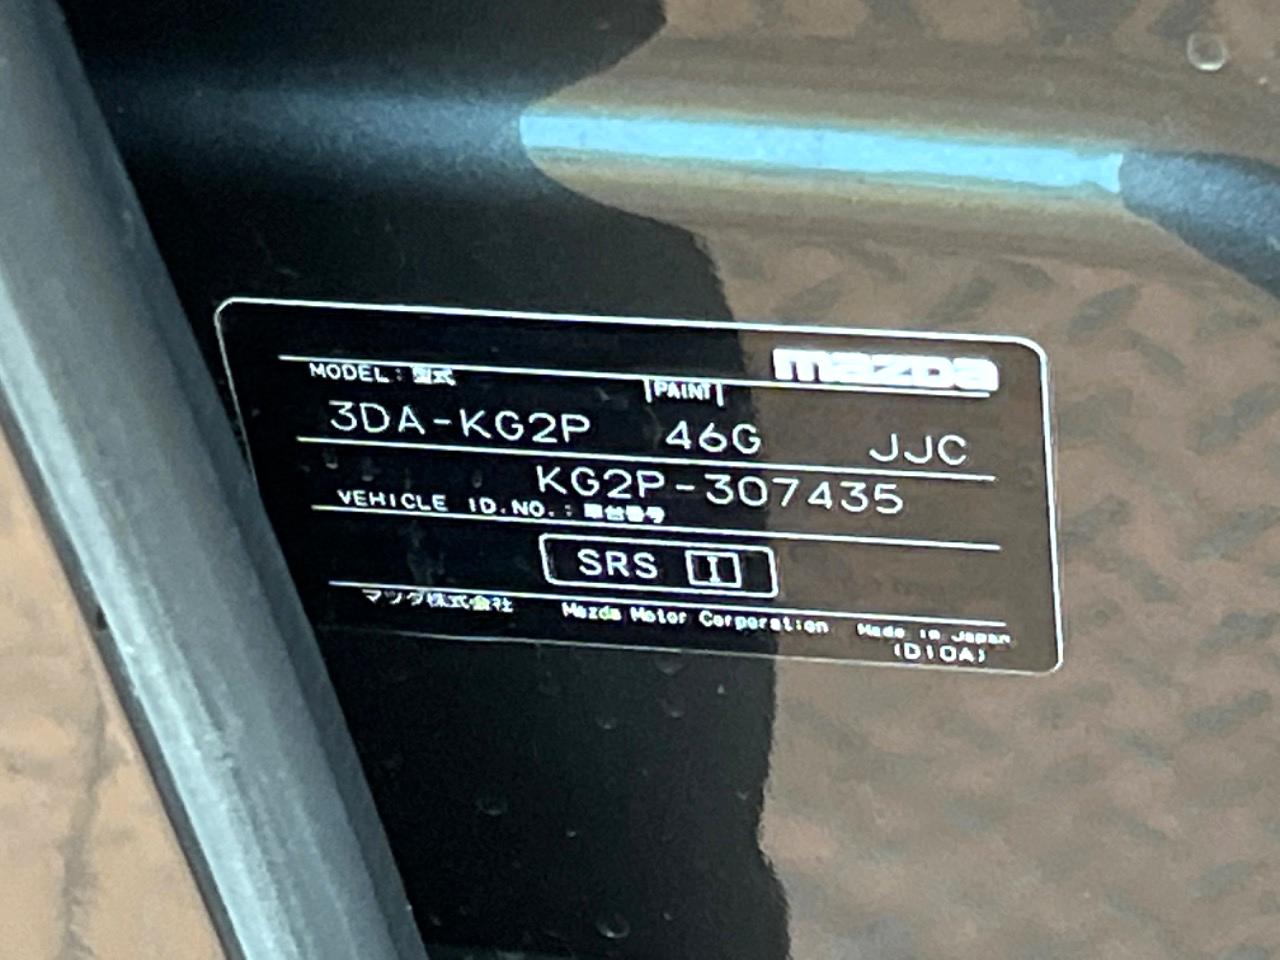 mazda
MODEL: 型式 PAINT
3DA-KG2P 46G JJC
KG2P-307435
VEHICLE ID.NO.: 車台番号
SRS I
マツダ株式会社 Mazda Motor Corporation Made in Japan
(D10A)